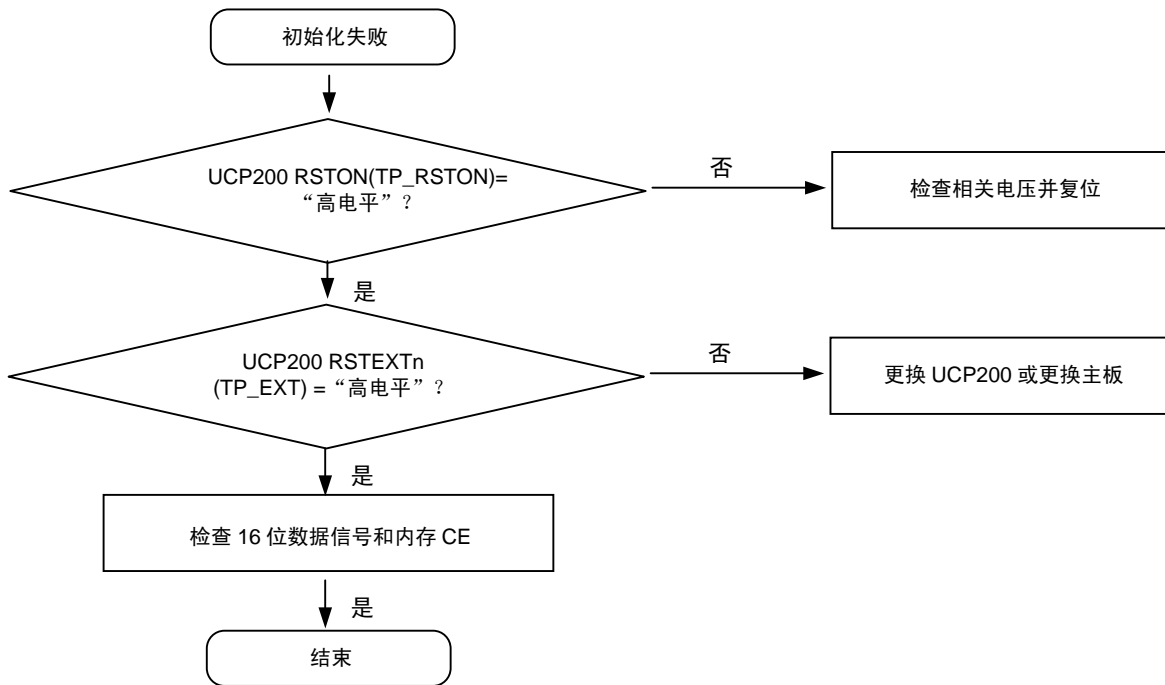 初始化失败
UCP200 RSTON(TP_RSTON)=
“高电平”？
否
检查相关电压并复位
是
UCP200 RSTEXTn
(TP_EXT) =“高电平”？
否
更换 UCP200 或更换主板
是
检查 16 位数据信号和内存 CE
是
结束